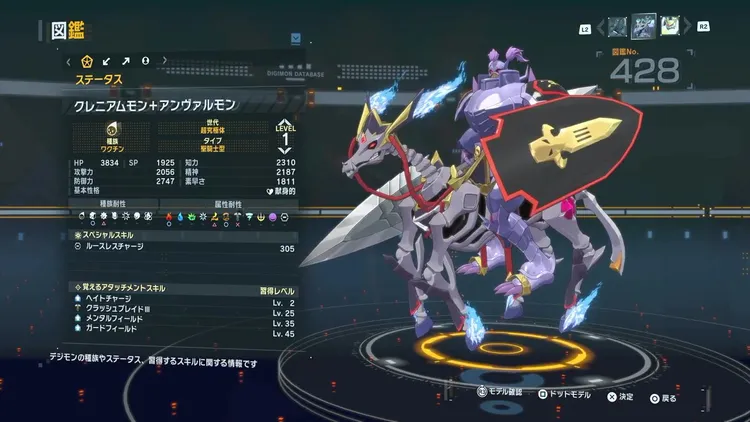 図鑑
L2
R2
図鑑No.
428
DIGIMON DATABASE
ステータス
クレニアムモン＋アンヴァルモン
種族
ワクチン
世代
超究極体
タイプ
聖騎士型
LEVEL
1
HP 3834 SP 1925 知力 2310
攻撃力 2056 精神 2187
防御力 2747 素早さ 1811
基本性格 献身的
種族耐性 属性耐性
スペシャルスキル
ルースレスチャージ 305
覚えるアタッチメントスキル 習得レベル
ヘイトチャージ Lv. 2
クラッシュブレイドIII Lv. 25
メンタルフィールド Lv. 35
ガードフィールド Lv. 45
デジモンの種族やステータス、習得するスキルに関する情報です
R3 モデル確認 ドットモデル 決定 戻る